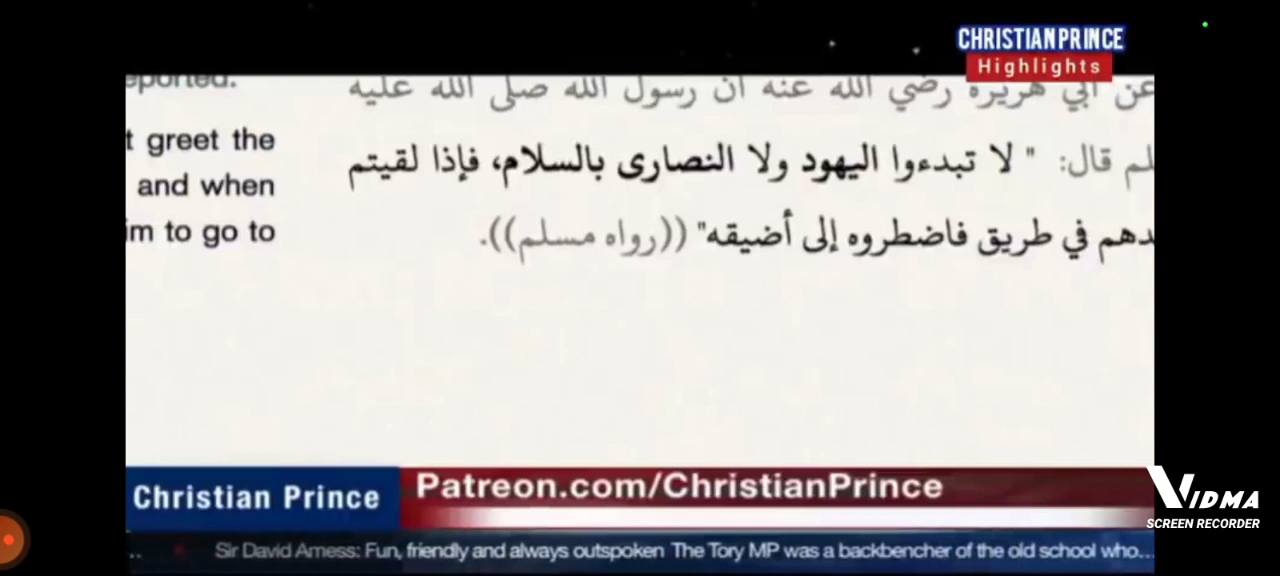 CHRISTIAN PRINCE
Highlights
عن أبي هريرة رضي الله عنه أن رسول الله صلى الله عليه
t greet the
and when
im to go to
قال: " لا تبدءوا اليهود ولا النصارى بالسلام، فإذا لقيتم
في طريق فاضطروه إلى أضيقه" ((رواه مسلم)).
Christian Prince
Patreon.com/ChristianPrince
VIDMA
SCREEN RECORDER
Sir David Amess: Fun, friendly and always outspoken The Tory MP was a backbencher of the old school who...